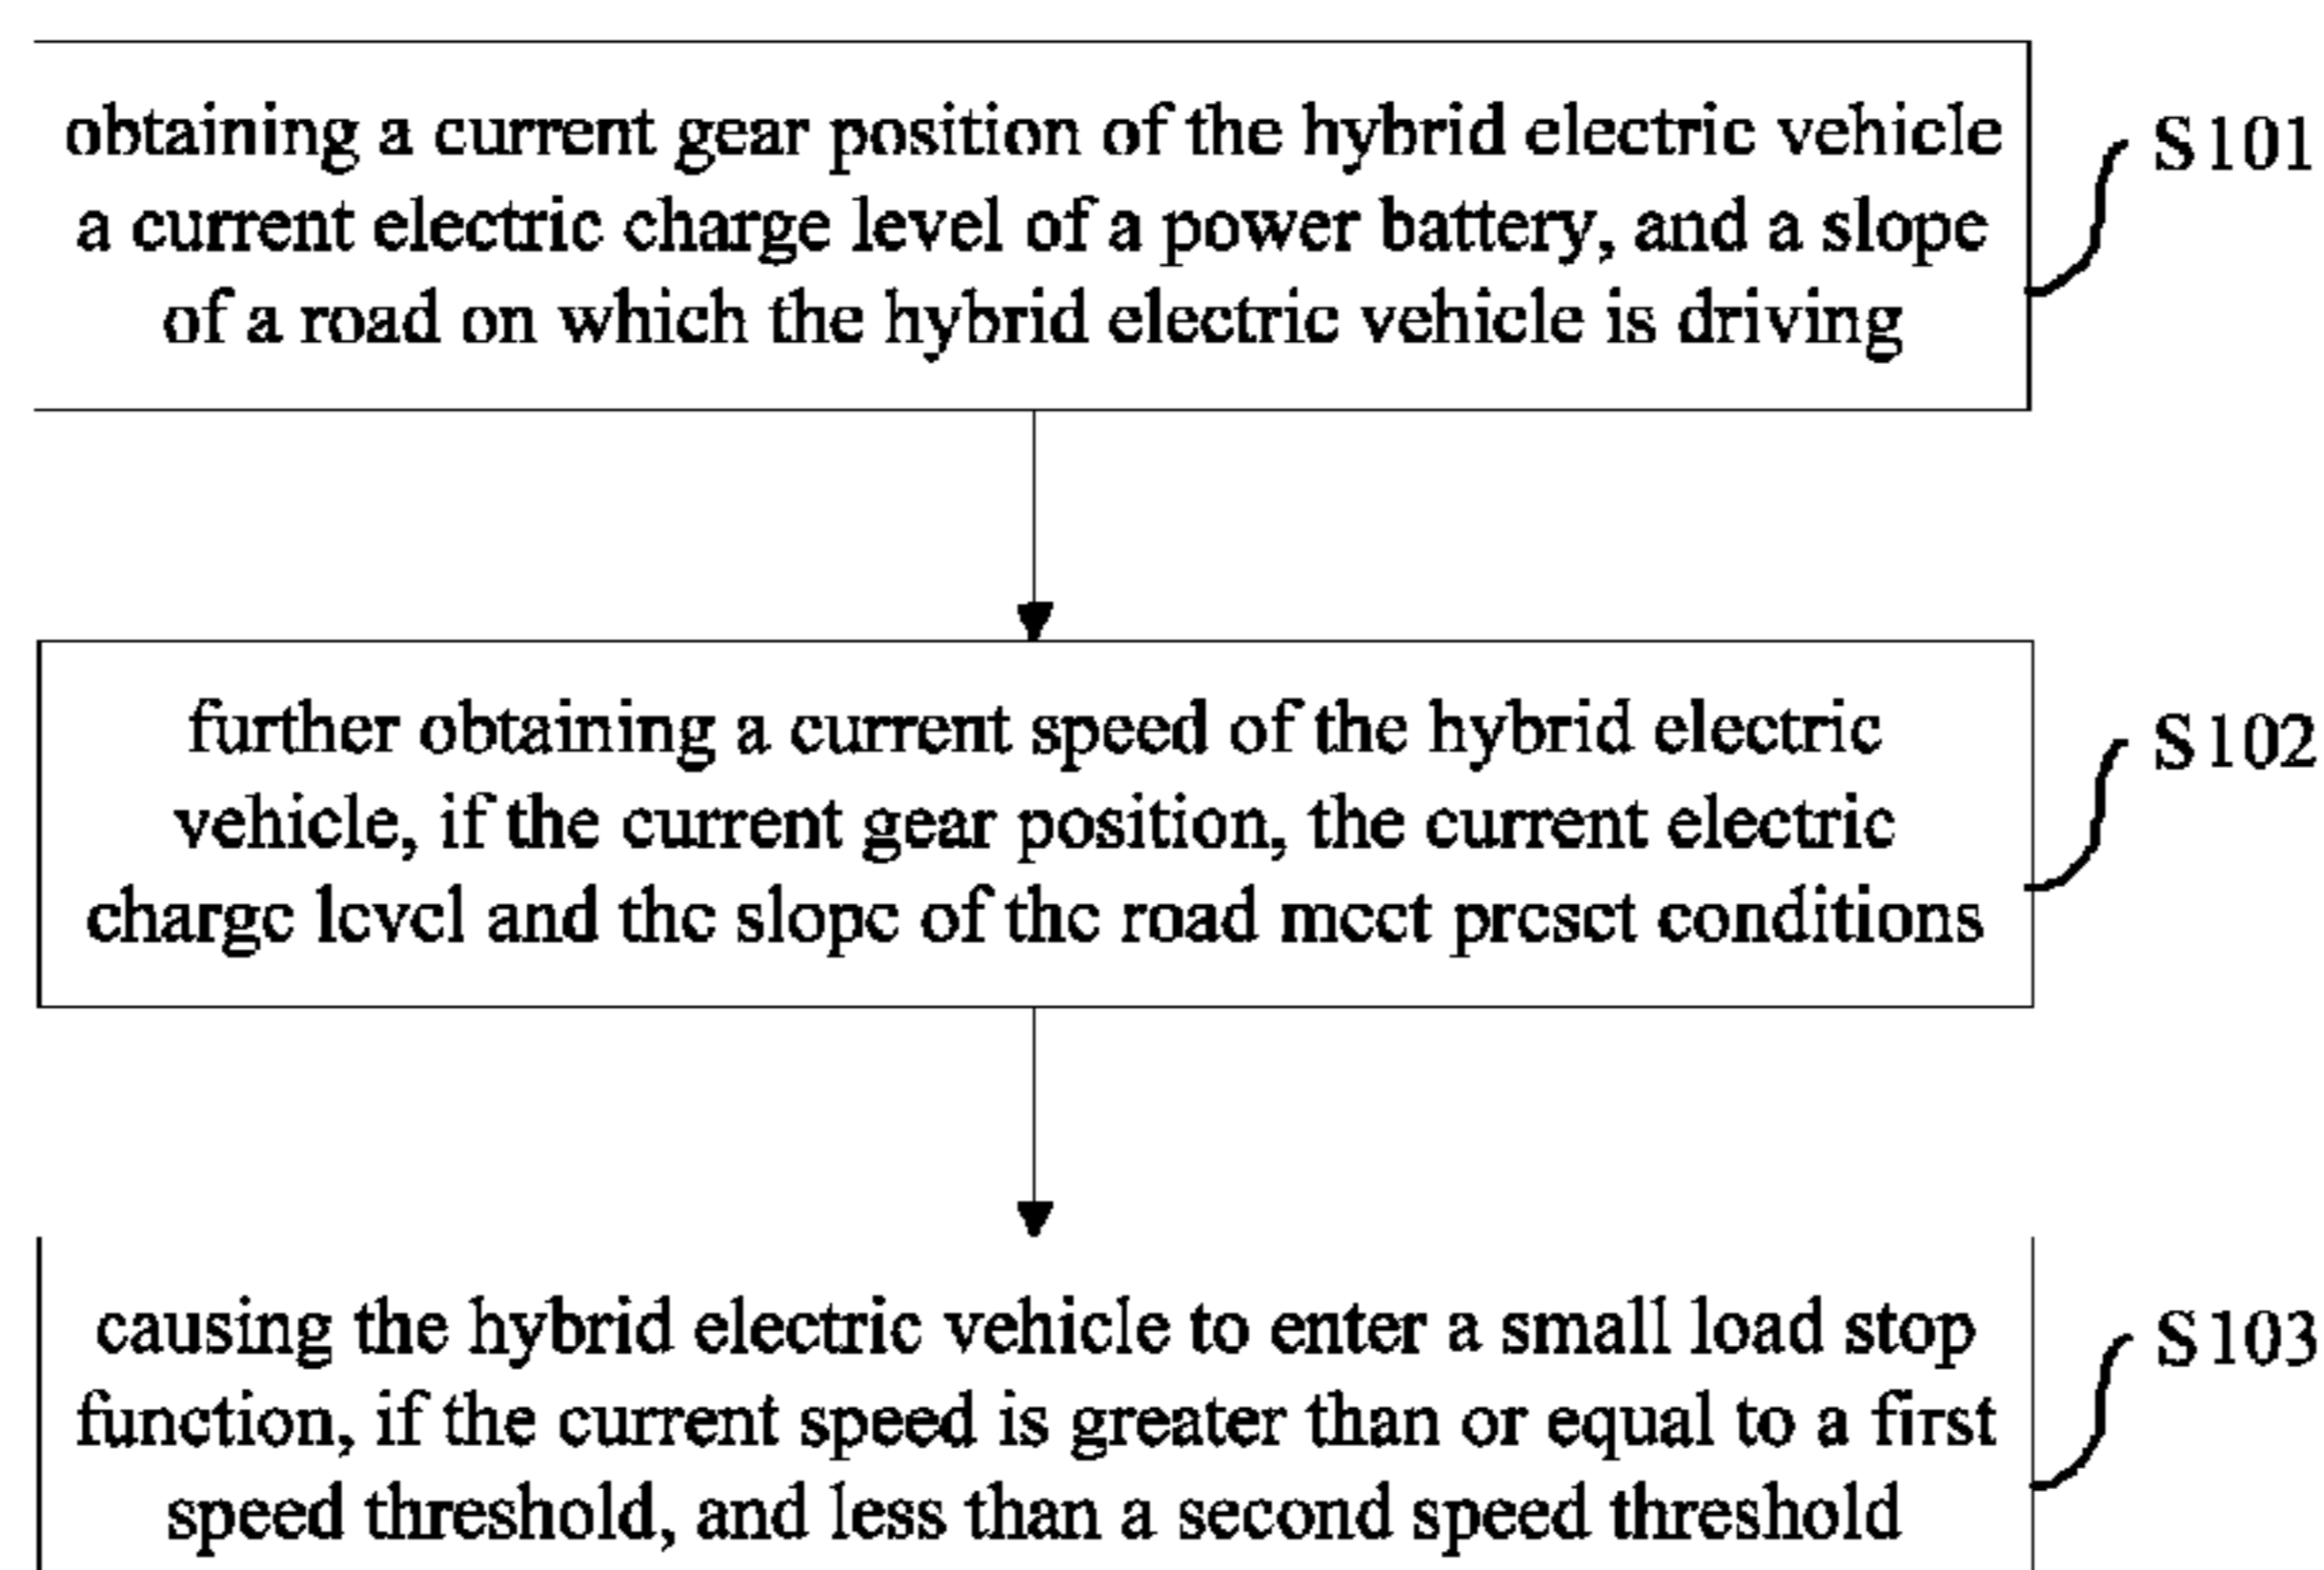 obtaining a current gear position of the hybrid electric vehicle
a current electric charge level of a power battery, and a slope
of a road on which the hybrid electric vehicle is driving
S101
further obtaining a current speed of the hybrid electric
vehicle, if the current gear position, the current electric
charge level and the slope of the road meet preset conditions
S102
causing the hybrid electric vehicle to enter a small load stop
function, if the current speed is greater than or equal to a first
speed threshold, and less than a second speed threshold
S103